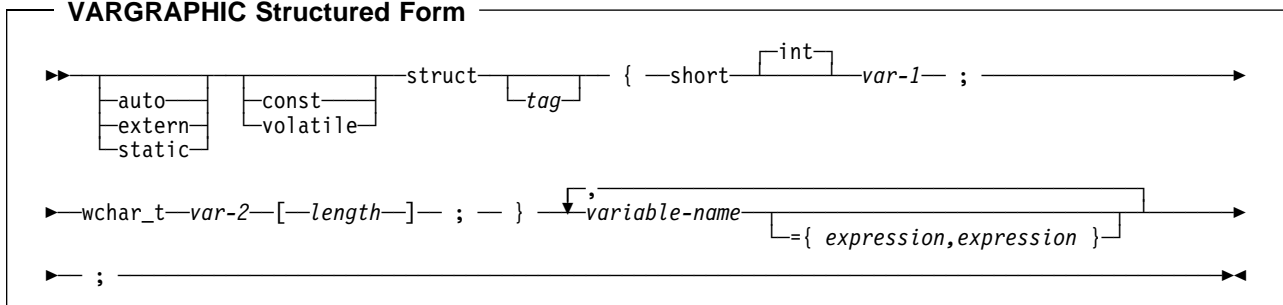 VARGRAPHIC Structured Form
int
struct { short var-1 ;
auto const tag
extern volatile
static
,
wchar_t var-2 [ length ] ; } variable-name
={ expression,expression }
;